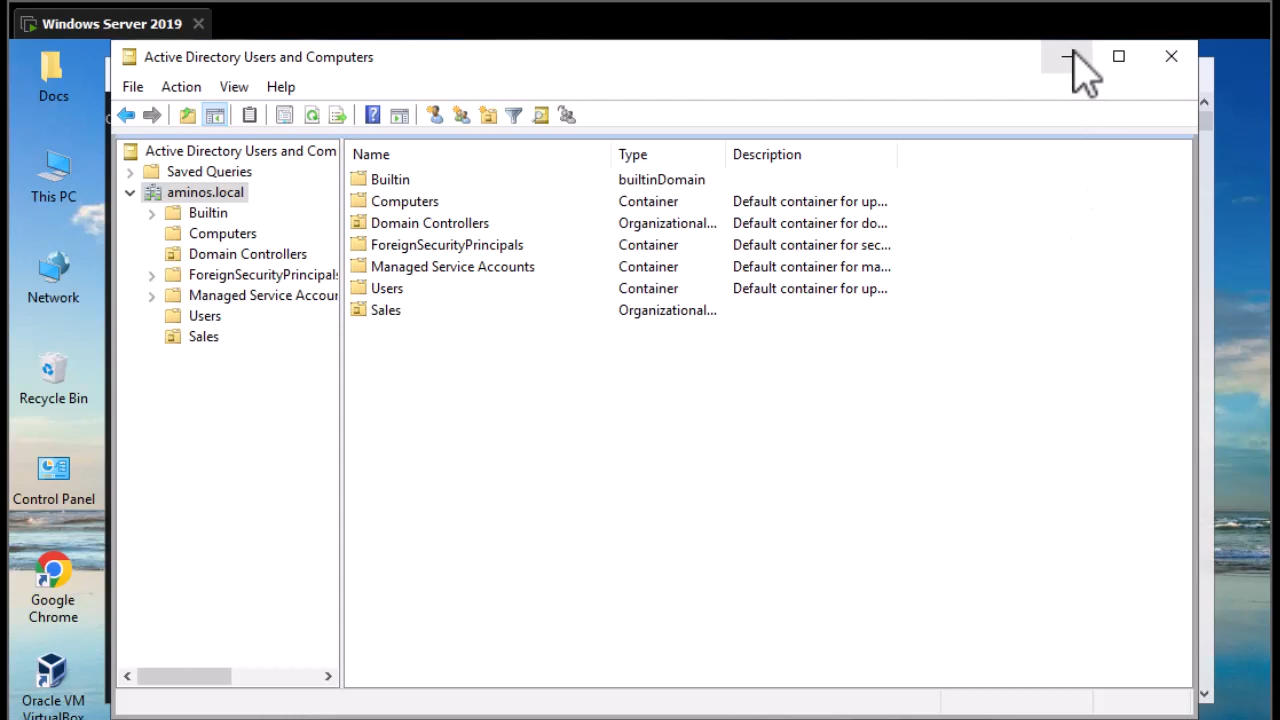 Windows Server 2019
Docs
This PC
Network
Recycle Bin
Control Panel
Google
Chrome
Oracle VM
VirtualBox
Active Directory Users and Computers
File Action View Help
Active Directory Users and Com
Saved Queries
aminos.local
Builtin
Computers
Domain Controllers
ForeignSecurityPrincipals
Managed Service Accour
Users
Sales
Name Type Description
Builtin builtinDomain
Computers Container Default container for up...
Domain Controllers Organizational... Default container for do...
ForeignSecurityPrincipals Container Default container for sec...
Managed Service Accounts Container Default container for ma...
Users Container Default container for up...
Sales Organizational...